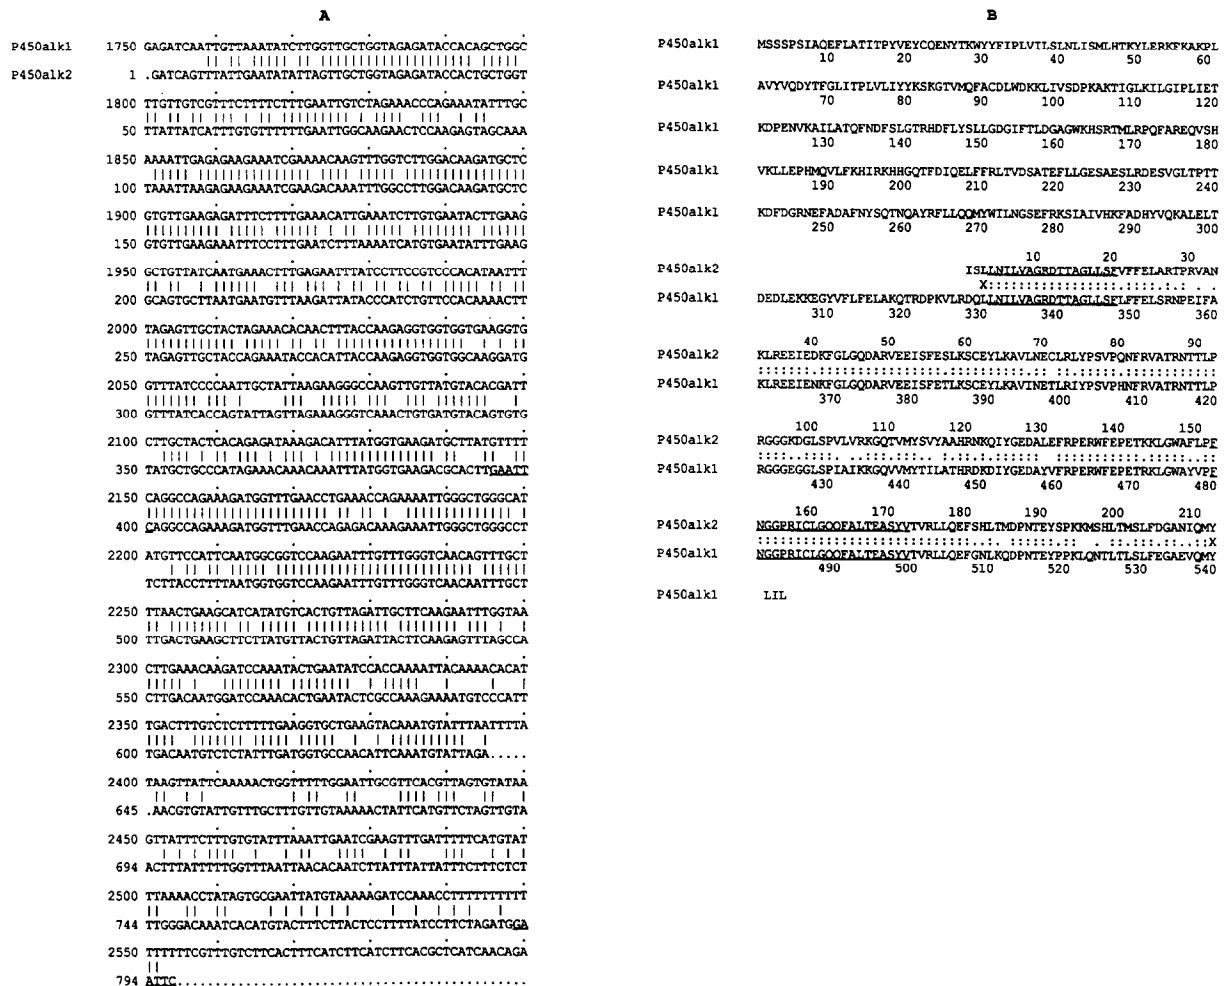 A
P450alk1 1750 GAGATCAATTGTTAAATATCTTGGTTGCTGGTAGAGATACCACAGCTGGC
P450alk2 1 .GATCAGTTTATTGAATATATTAGTTGCTGGTAGAGATACCACTGCTGGT
1800 TTGTTGTCGTTTCTTTTCTTTGAATTGTCTAGAAACCCAGAAATATTTGC
50 TTATTATCATTTGTGTTTTTTGAATTGGCAAGAACTCCAAGAGTAGCAAA
1850 AAAATTGAGAGAAGAAATCGAAAACAAGTTTGGTCTTGGACAAGATGCTC
100 TAAATTAAGAGAAGAAATCGAAGACAAATTTGGCCTTGGACAAGATGCTC
1900 GTGTTGAAGAGATTTCTTTTGAAACATTGAAATCTTGTGAATACTTGAAG
150 GTGTTGAAGAAATTTCCTTTGAATCTTTAAAATCATGTGAATATTTGAAG
1950 GCTGTTATCAATGAAACTTTGAGAATTTATCCTTCCGTCCCACATAATTT
200 GCAGTGCTTAATGAATGTTTAAGATTATACCCATCTGTTCCACAAAACTT
2000 TAGAGTTGCTACTAGAAACACAACTTTACCAAGAGGTGGTGGTGAAGGTG
250 TAGAGTTGCTACCAGAAATACCACATTACCAAGAGGTGGTGGCAAGGATG
2050 GTTTATCCCCAATTGCTATTAAGAAGGGCCAAGTTGTTATGTACACGATT
300 GTTTATCACCAGTATTAGTTAGAAAGGGTCAAACTGTGATGTACAGTGTG
2100 CTTGCTACTCACAGAGATAAAGACATTTATGGTGAAGATGCTTATGTTTT
350 TATGCTGCCCATAGAAACAAACAAATTTATGGTGAAGACGCACTTGAATT
2150 CAGGCCAGAAAGATGGTTTGAACCTGAAACCAGAAAATTGGGCTGGGCAT
400 CAGGCCAGAAAGATGGTTTGAACCAGAGACAAAGAAATTGGGCTGGGCCT
2200 ATGTTCCATTCAATGGCGGTCCAAGAATTTGTTTGGGTCAACAGTTTGCT
TCTTACCTTTTAATGGTGGTCCAAGAATTTGTTTGGGTCAACAATTTGCT
2250 TTAACTGAAGCATCATATGTCACTGTTAGATTGCTTCAAGAATTTGGTAA
500 TTGACTGAAGCTTCTTATGTTACTGTTAGATTACTTCAAGAGTTTAGCCA
2300 CTTGAAACAAGATCCAAATACTGAATATCCACCAAAATTACAAAACACAT
550 CTTGACAATGGATCCAAACACTGAATACTCGCCAAAGAAAATGTCCCATT
2350 TGACTTTGTCTCTTTTTGAAGGTGCTGAAGTACAAATGTATTTAATTTTA
600 TGACAATGTCTCTATTTGATGGTGCCAACATTCAAATGTATTAGA.....
2400 TAAGTTATTCAAAAACTGGTTTTTGGAATTGCGTTCACGTTAGTGTATAA
645 .AACGTGTATTGTTTGCTTTGTTGTAAAAACTATTCATGTTCTAGTTGTA
2450 GTTATTTCTTTGTGTATTTAAATTGAATCGAAGTTTGATTTTTCATGTAT
694 ACTTTATTTTTGGTTTAATTAACACAATCTTATTTATTATTTCTTTCTCT
2500 TTAAAACCTATAGTGCGAATTATGTAAAAAGATCCAAACCTTTTTTTTTT
744 TTGGGACAAATCACATGTACTTTCTTACTCCTTTTATCCTTCTAGATGGA
2550 TTTTTTCGTTTGTCTTCACTTTCATCTTCATCTTCACGCTCATCAACAGA
794 ATTC..............................................
B
P450alk1 MSSSPSIAQEFLATITPYVEYCQENYTKWYYFIPLVILSLNLISMLHTKYLERKFKAKPL
10 20 30 40 50 60
P450alk1 AVYVQDYTFGLITPLVLIYYKSKGTVMQFACDLWDKKLIVSDPKAKTIGLKILGIPLIET
70 80 90 100 110 120
P450alk1 KDPENVKAILATQFNDFSLGTRHDFLYSLLGDGIFTLDGAGWKHSRTMLRPQFAREQVSH
130 140 150 160 170 180
P450alk1 VKLLEPHMQVLFKHIRKHHGQTFDIQELFFRLTVDSATEFLLGESAESLRDESVGLTPTT
190 200 210 220 230 240
P450alk1 KDFDGRNEFADAFNYSQTNQAYRFLLQQMYWILNGSEFRKSIAIVHKFADHYVQKALELT
250 260 270 280 290 300
10 20 30
P450alk2 ISLLNILVAGRDTTAGLLSFVFFELARTPRVAN
P450alk1 DEDLEKKEGYVFLFELAKQTRDPKVLRDQLLNILVAGRDTTAGLLSFLFFELSRNPEIFA
310 320 330 340 350 360
40 50 60 70 80 90
P450alk2 KLREEIEDKFGLGQDARVEEISFESLKSCEYLKAVLNECLRLYPSVPQNFRVATRNTTLP
P450alk1 KLREEIENKFGLGQDARVEEISFETLKSCEYLKAVINETLRIYPSVPHNFRVATRNTTLP
370 380 390 400 410 420
100 110 120 130 140 150
P450alk2 RGGGKDGLSPVLVRKGQTVMYSVYAAHRNKQIYGEDALEFRPERWFEPETKKLGWAFLPF
P450alk1 RGGGEGGLSPIAIKKGQVVMYTILATHRDKDIYGEDAYVFRPERWFEPETRKLGWAYVPF
430 440 450 460 470 480
160 170 180 190 200 210
P450alk2 NGGPRICLGQQFALTEASYVTVRLLQEFSHLTMDPNTEYSPKKMSHLTMSLFDGANIQMY
P450alk1 NGGPRICLGQQFALTEASYVTVRLLQEFGNLKQDPNTEYPPKLQNTLTLSLFEGAEVQMY
490 500 510 520 530 540
P450alk1 LIL